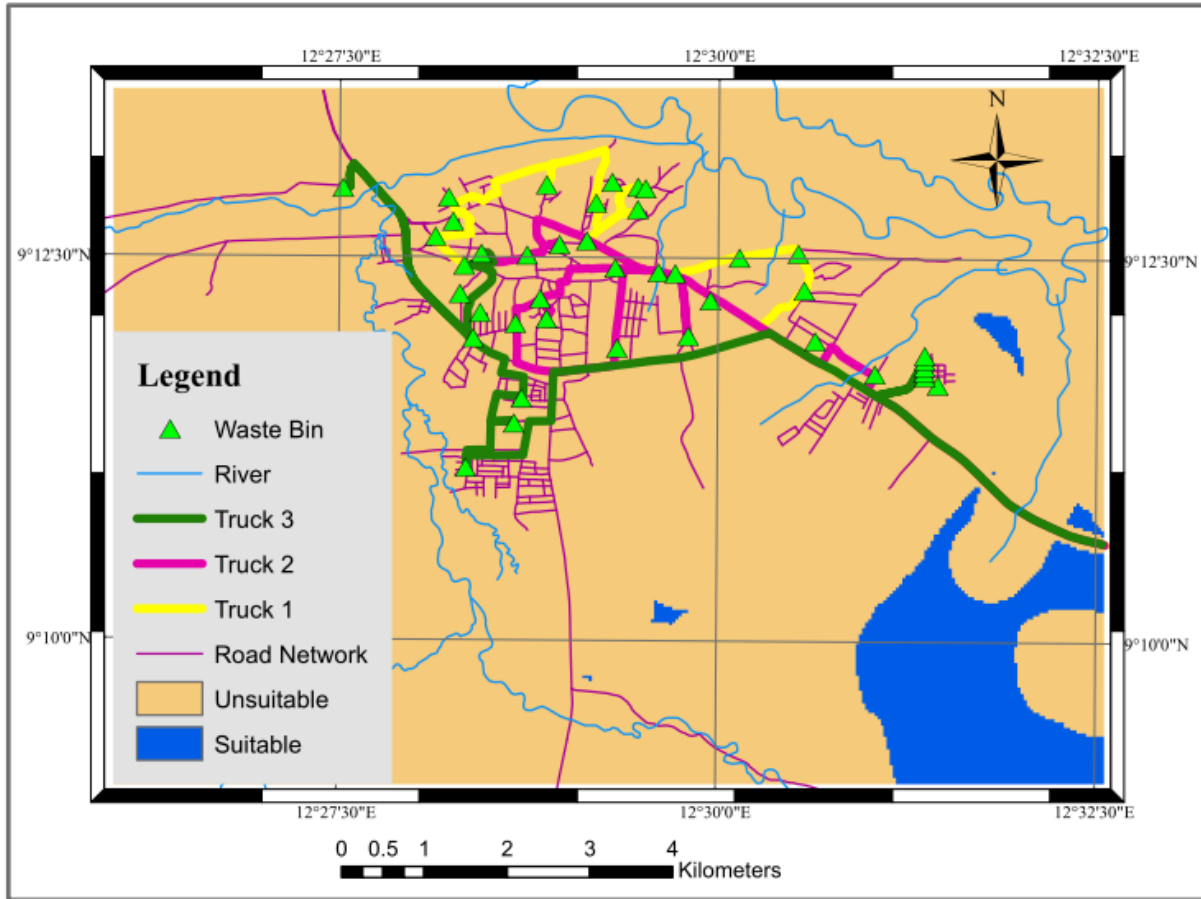 12°27'30"E 12°30'0"E 12°32'30"E
N
9°12'30"N 9°12'30"N
Legend
Waste Bin
River
Truck 3
Truck 2
Truck 1
Road Network
Unsuitable
Suitable
9°10'0"N 9°10'0"N
12°27'30"E 12°30'0"E 12°32'30"E
0 0.5 1 2 3 4
Kilometers